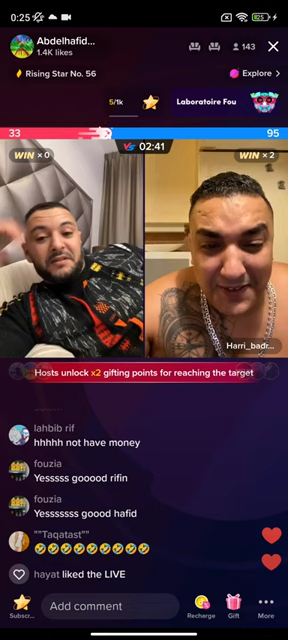 0:25
25
Abdelhafid...
1.4K likes
143
Rising Star No. 56
Explore >
5/1k
Laboratoire Fou
33
VS 02:41
95
WIN × 0
WIN × 2
Harri_badr...
Hosts unlock x2 gifting points for reaching the target
lahbib rif
hhhhh not have money
fouzia
Yesssss gooood rifin
fouzia
Yesssssss goood hafid
""Taqatast""
🤣🤣🤣🤣🤣🤣🤣🤣🤣
hayat liked the LIVE
Subscr...
Add comment
Recharge
Gift
More